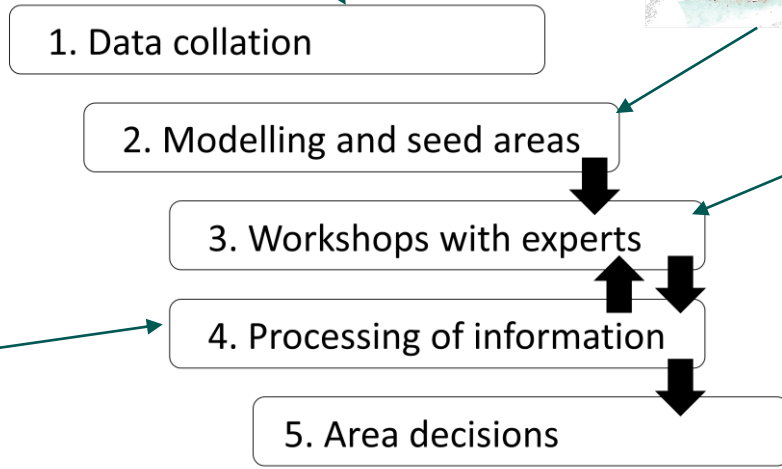 1. Data collation
2. Modelling and seed areas
3. Workshops with experts
4. Processing of information
5. Area decisions